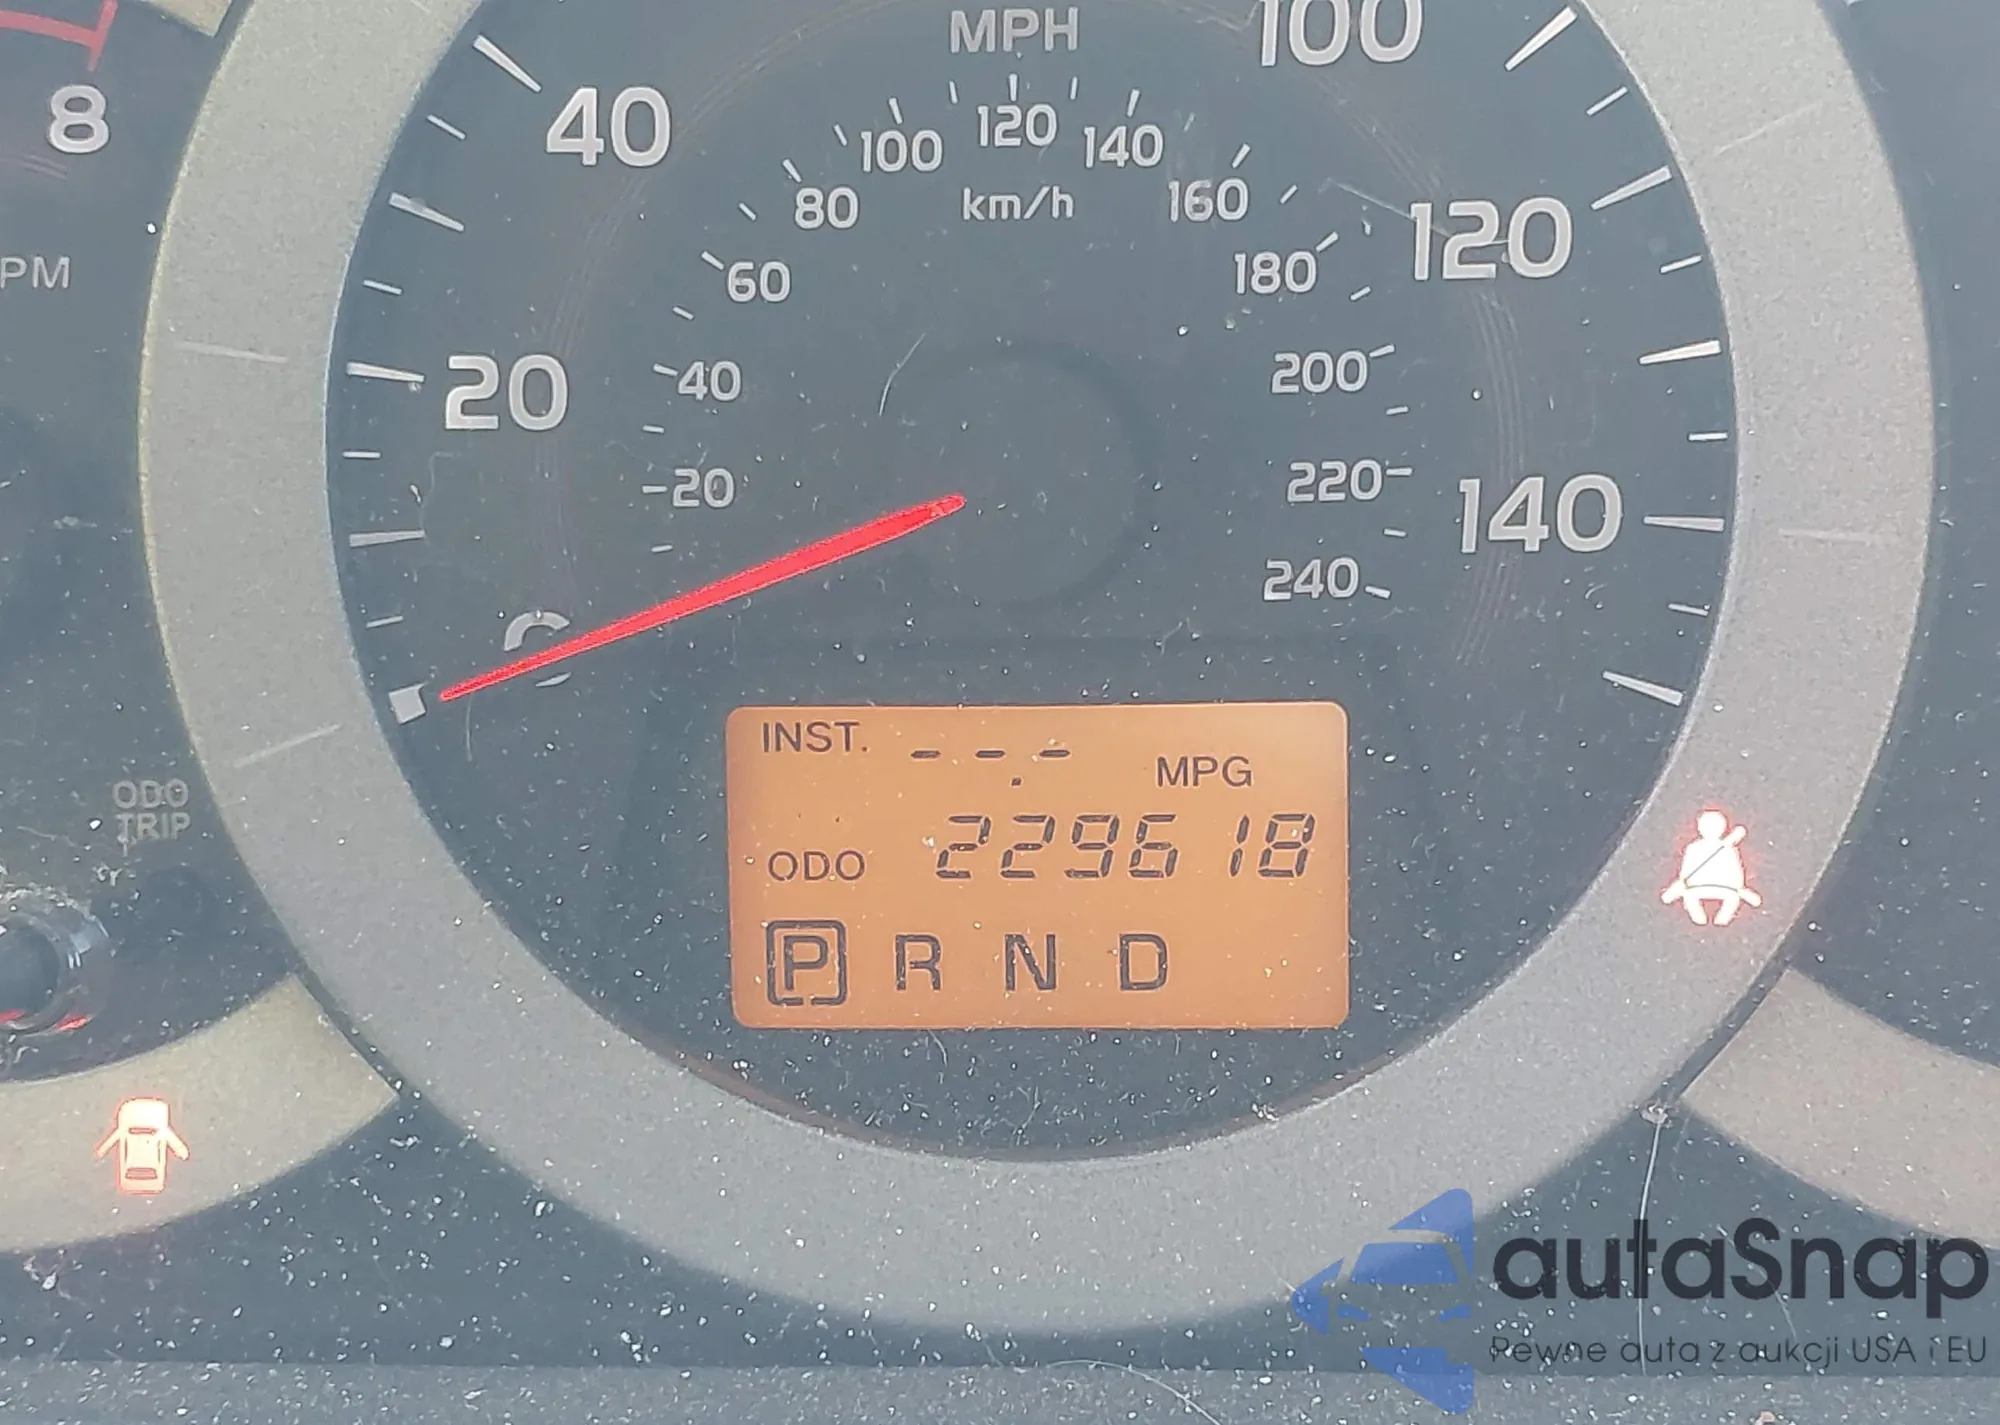 MPH
100
8
40
100 120 140
80 km/h 160
120
PM
60 180
20 40 200
20 220 140
240
ODO
TRIP
INST. --.- MPG
ODO 229618
P R N D
autaSnap
Pewne auta z aukcji USA i EU